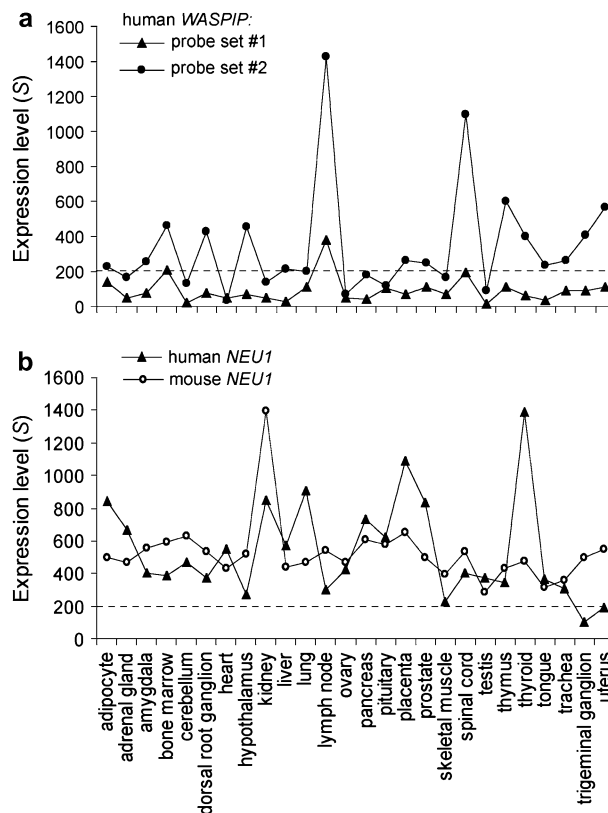 a
human WASPIP:
probe set #1
probe set #2
Expression level (S)
1600
1400
1200
1000
800
600
400
200
0
b
human NEU1
mouse NEU1
Expression level (S)
1600
1400
1200
1000
800
600
400
200
0
adipocyte
adrenal gland
amygdala
bone marrow
cerebellum
dorsal root ganglion
heart
hypothalamus
kidney
liver
lung
lymph node
ovary
pancreas
pituitary
placenta
prostate
skeletal muscle
spinal cord
testis
thymus
thyroid
tongue
trachea
trigeminal ganglion
uterus